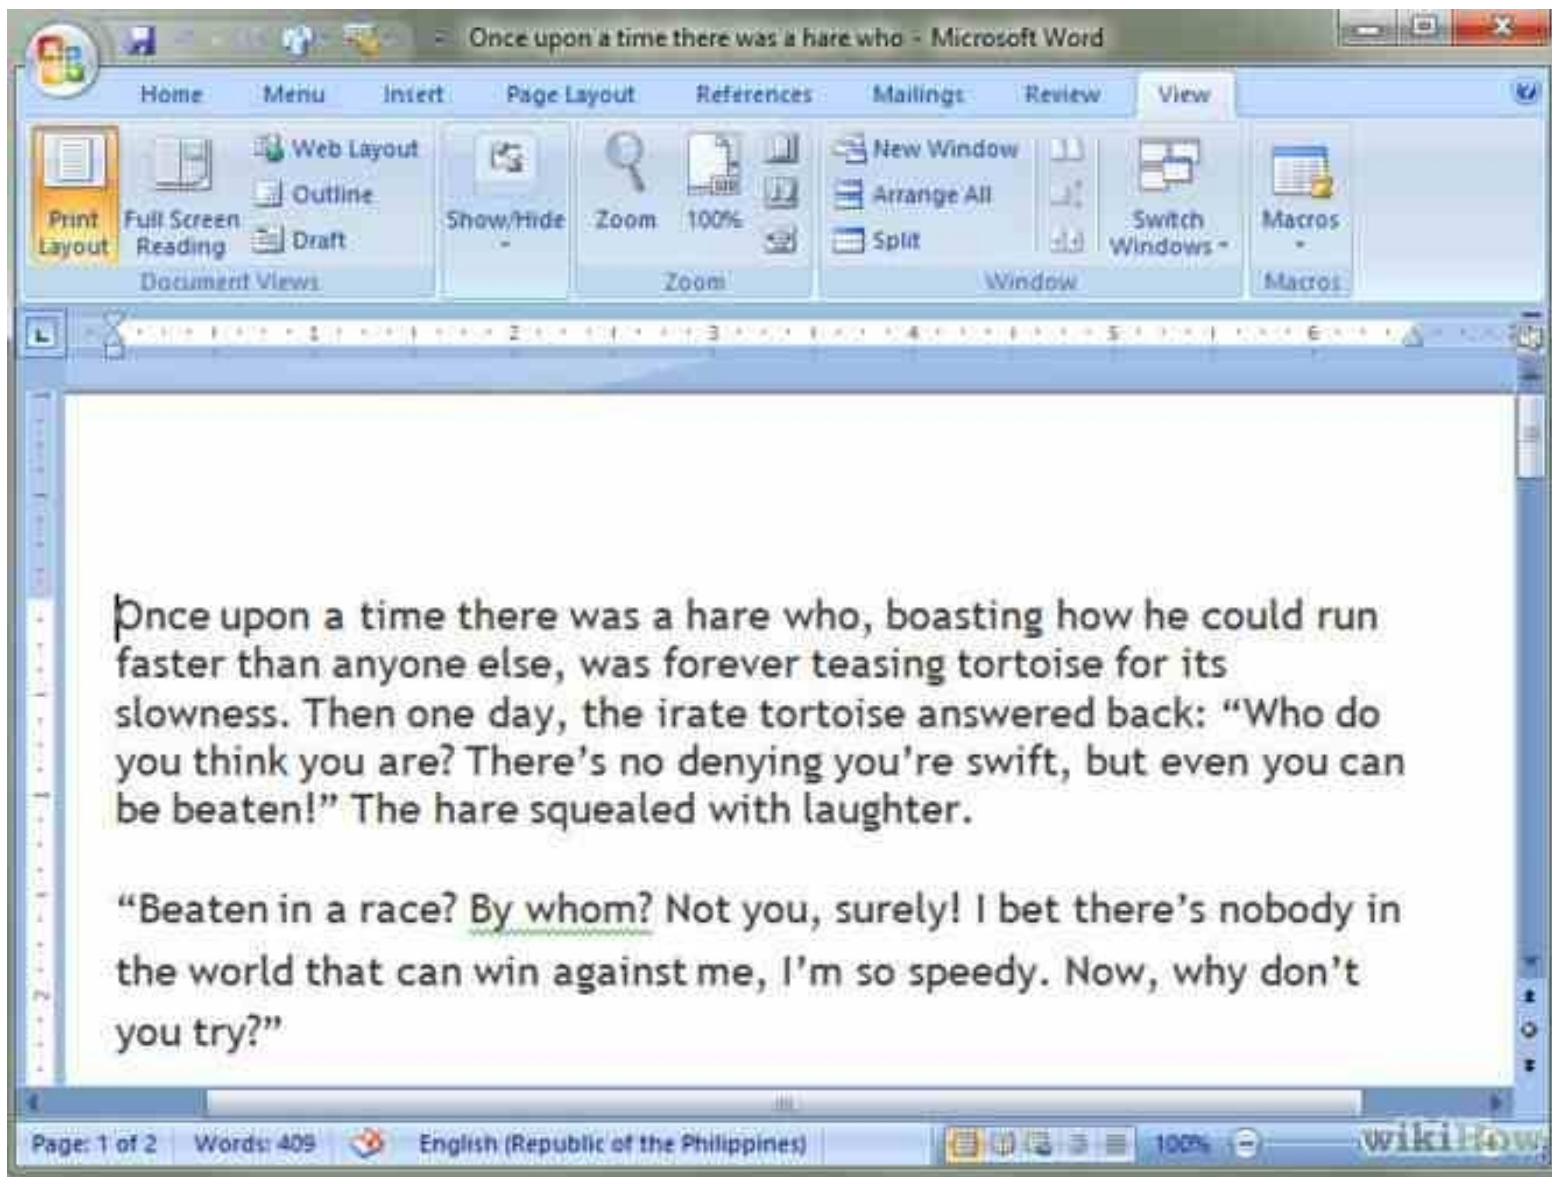 Once upon a time there was a hare who - Microsoft Word
Home Menu Insert Page Layout References Mailings Review View
Print Layout
Full Screen Reading
Web Layout
Outline
Draft
Document Views
Show/Hide
Zoom
100%
Zoom
New Window
Arrange All
Split
Switch Windows
Window
Macros
Macros
L
1 2 3 4 5 6
Once upon a time there was a hare who, boasting how he could run
faster than anyone else, was forever teasing tortoise for its
slowness. Then one day, the irate tortoise answered back: “Who do
you think you are? There’s no denying you’re swift, but even you can
be beaten!” The hare squealed with laughter.
“Beaten in a race? By whom? Not you, surely! I bet there’s nobody in
the world that can win against me, I’m so speedy. Now, why don’t
you try?”
Page: 1 of 2 Words: 409 English (Republic of the Philippines) 100%
wikiHow